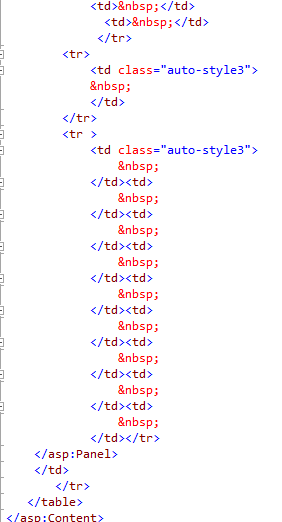 <td>&nbsp;</td>
<td>&nbsp;</td>
</tr>
<tr>
<td class="auto-style3">
&nbsp;
</td>
</tr>
<tr >
<td class="auto-style3">
&nbsp;
</td><td>
&nbsp;
</td><td>
&nbsp;
</td><td>
&nbsp;
</td><td>
&nbsp;
</td><td>
&nbsp;
</td><td>
&nbsp;
</td><td>
&nbsp;
</td><td>
&nbsp;
</td></tr>
</asp:Panel>
</td>
</tr>
</table>
</asp:Content>